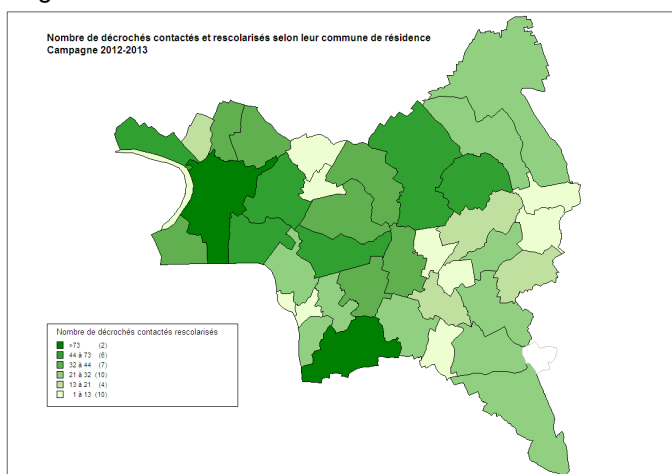 Nombre de décrochés contactés et rescolarisés selon leur commune de résidence
Campagne 2012-2013
Nombre de décrochés contactés rescolarisés
=73 (2)
44 à 73 (6)
32 à 44 (7)
21 à 32 (10)
13 à 21 (4)
1 à 13 (10)